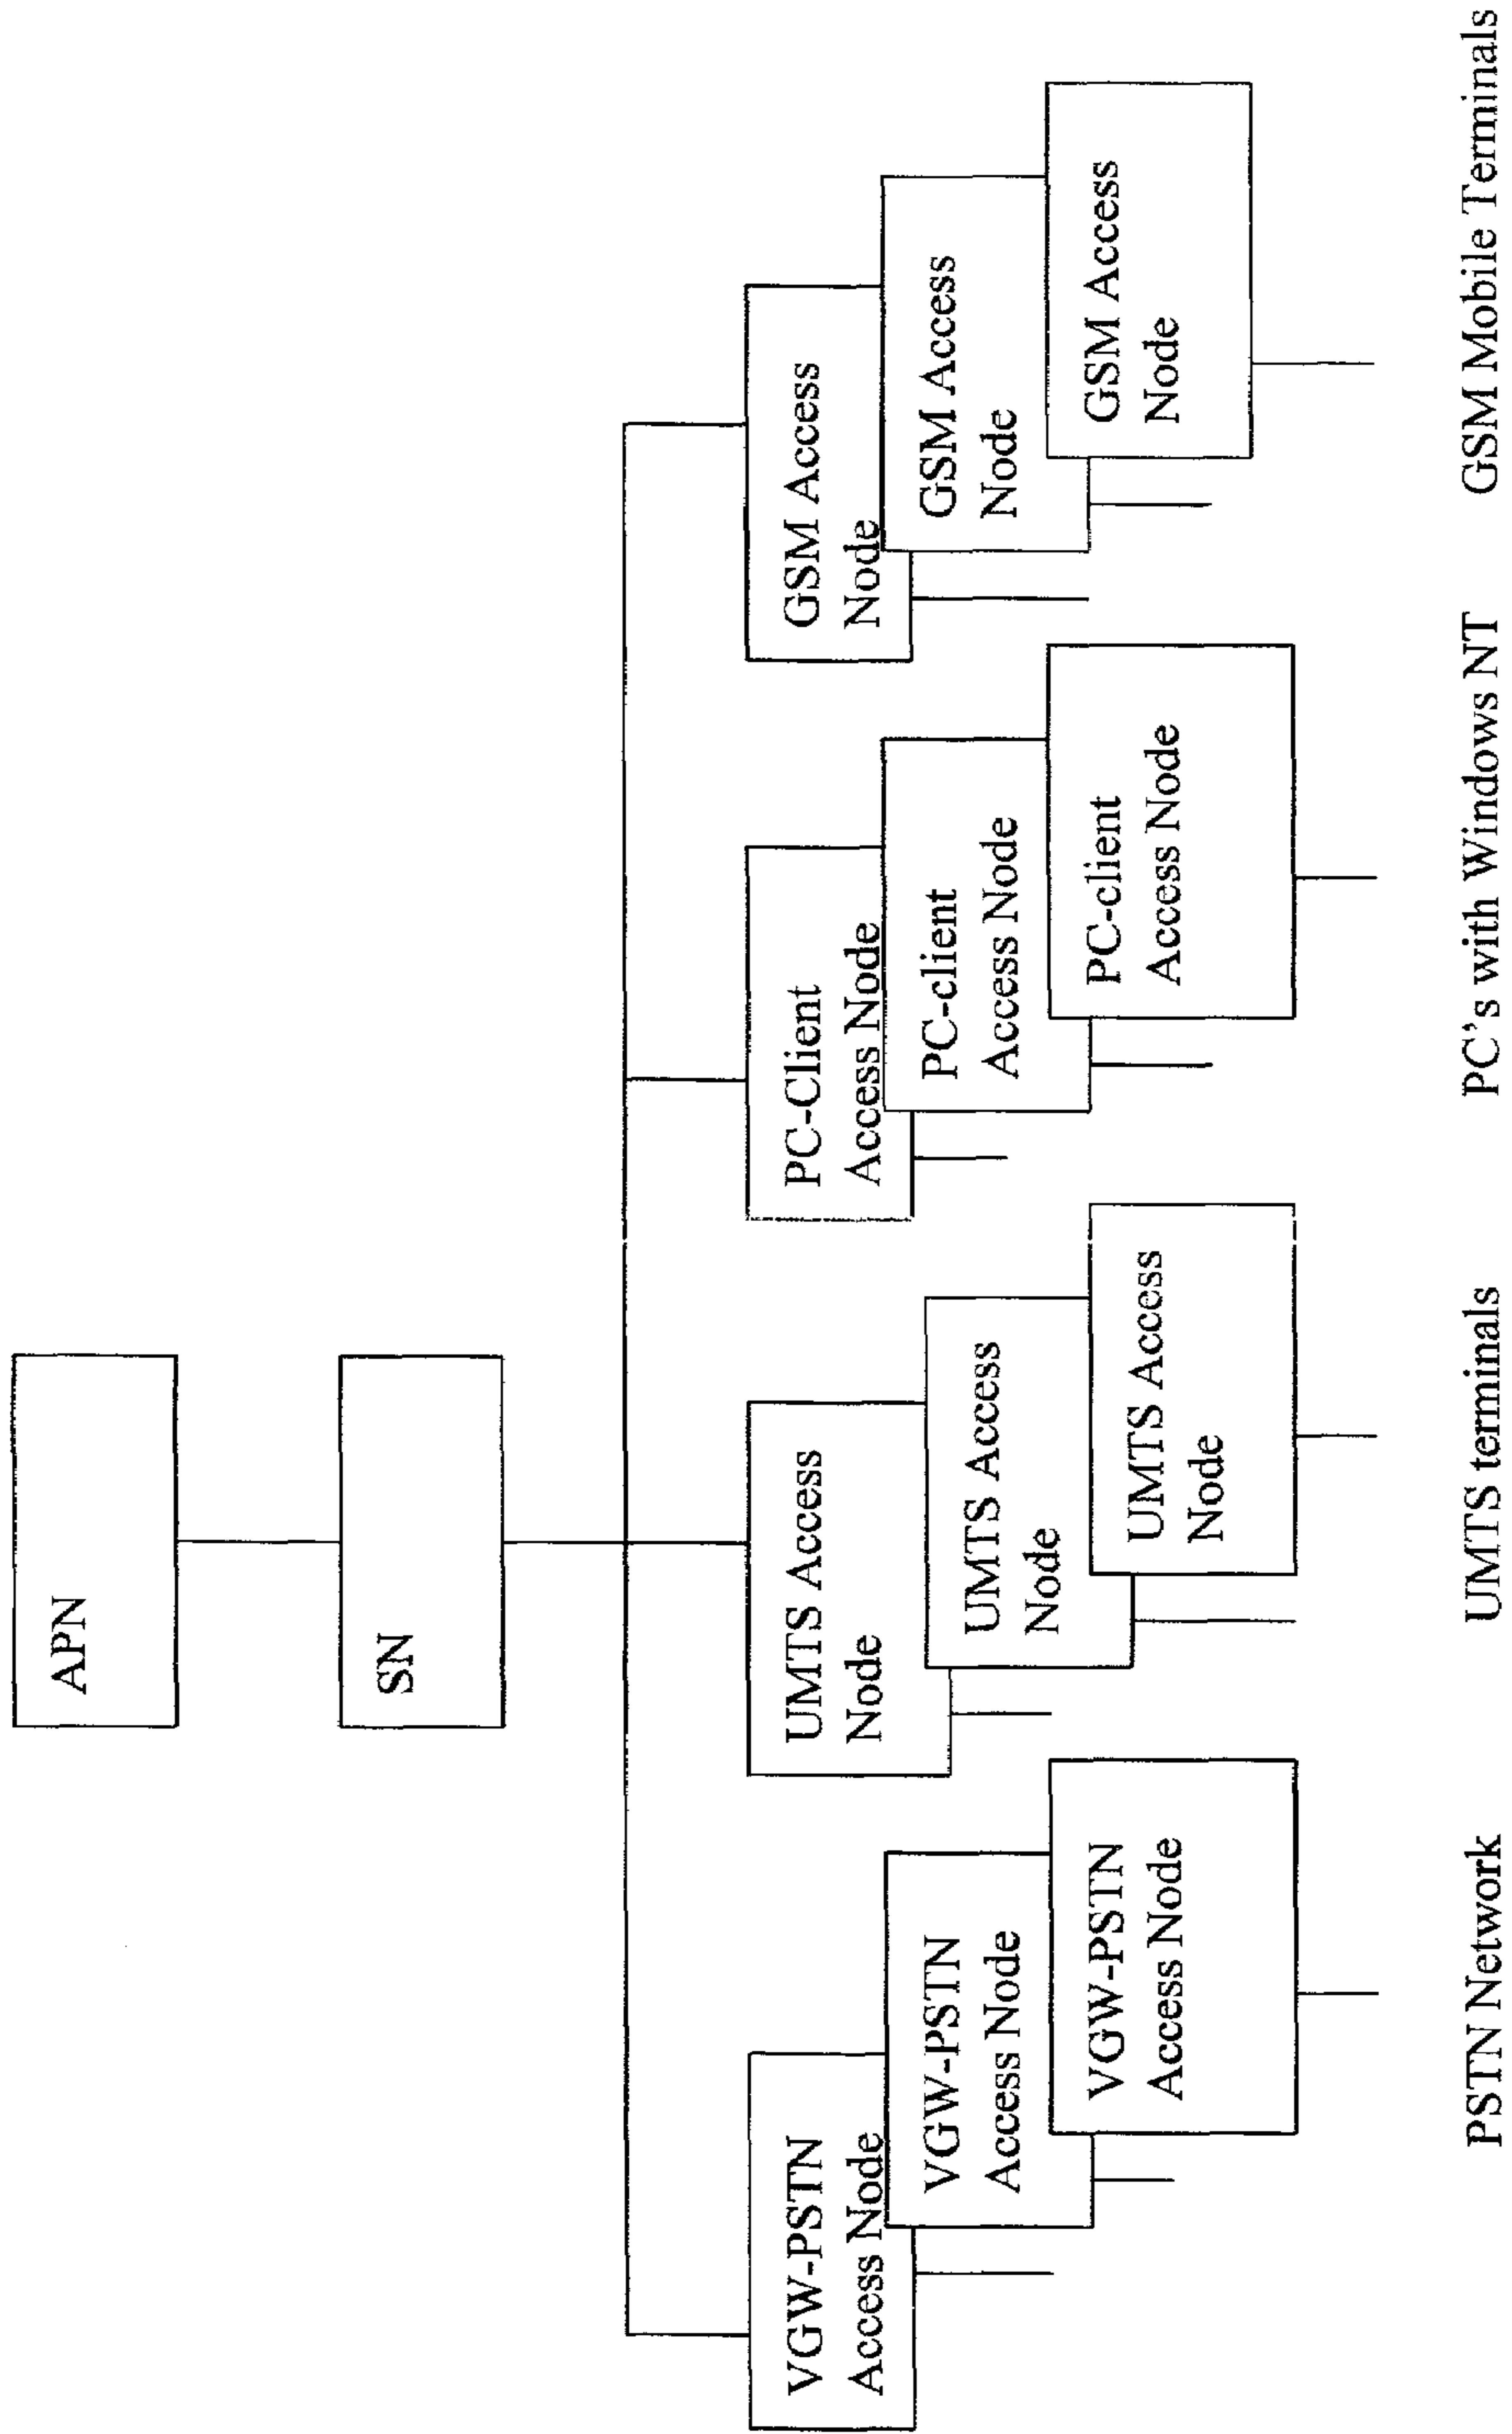 APN
SN
VGW-PSTN
Access Node
VGW-PSTN
Access Node
VGW-PSTN
Access Node
UMTS Access
Node
UMTS Access
Node
UMTS Access
Node
PC-Client
Access Node
PC-client
Access Node
PC-client
Access Node
GSM Access
Node
GSM Access
Node
GSM Access
Node
PSTN Network
UMTS terminals
PC's with Windows NT
GSM Mobile Terminals